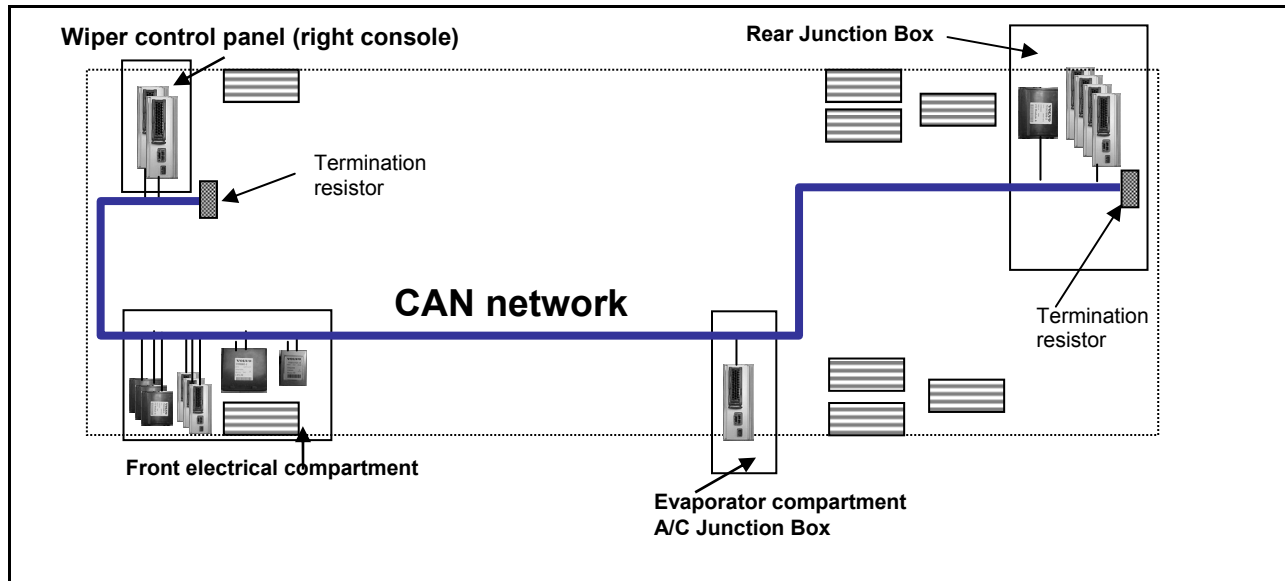 Wiper control panel (right console)
Rear Junction Box
Termination
resistor
CAN network
Termination
resistor
Front electrical compartment
Evaporator compartment
A/C Junction Box